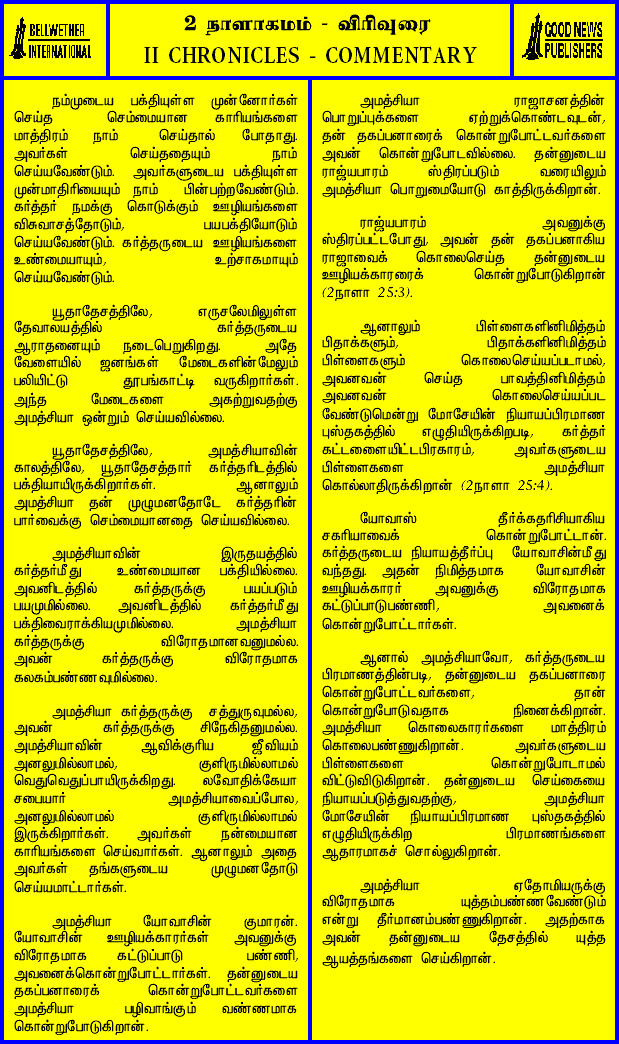 BELLWETHER
INTERNATIONAL
2 நாளாகமம் - விரிவுரை
II CHRONICLES - COMMENTARY
GOOD NEWS
PUBLISHERS
நம்முடைய பக்தியுள்ள முன்னோர்கள்
செய்த செம்மையான காரியங்களை
மாத்திரம் நாம் செய்தால் போதாது.
அவர்கள் செய்ததையும் நாம்
செய்யவேண்டும். அவர்களுடைய பக்தியுள்ள
முன்மாதிரியையும் நாம் பின்பற்றவேண்டும்.
கர்த்தர் நமக்கு கொடுக்கும் ஊழியங்களை
விசுவாசத்தோடும், பயபக்தியோடும்
செய்யவேண்டும். கர்த்தருடைய ஊழியங்களை
உண்மையாயும், உற்சாகமாயும்
செய்யவேண்டும்.
யூதாதேசத்திலே, எருசலேமிலுள்ள
தேவாலயத்தில் கர்த்தருடைய
ஆராதனையும் நடைபெறுகிறது. அதே
வேளையில் ஜனங்கள் மேடைகளின்மேலும்
பலியிட்டு தூபங்காட்டி வருகிறார்கள்.
அந்த மேடைகளை அகற்றுவதற்கு
அமத்சியா ஒன்றும் செய்யவில்லை.
யூதாதேசத்திலே, அமத்சியாவின்
காலத்திலே, யூதாதேசத்தார் கர்த்தரிடத்தில்
பக்தியாயிருக்கிறார்கள். ஆனாலும்
அமத்சியா தன் முழுமனதோடே கர்த்தரின்
பார்வைக்கு செம்மையானதை செய்யவில்லை.
அமத்சியாவின் இருதயத்தில்
கர்த்தர்மீது உண்மையான பக்தியில்லை.
அவனிடத்தில் கர்த்தருக்கு பயப்படும்
பயமுமில்லை. அவனிடத்தில் கர்த்தர்மீது
பக்திவைராக்கியமுமில்லை. அமத்சியா
கர்த்தருக்கு விரோதமானவனுமல்ல.
அவன் கர்த்தருக்கு விரோதமாக
கலகம்பண்ணவுமில்லை.
அமத்சியா கர்த்தருக்கு சத்துருவுமல்ல,
அவன் கர்த்தருக்கு சிநேகிதனுமல்ல.
அமத்சியாவின் ஆவிக்குரிய ஜீவியம்
அனலுமில்லாமல், குளிருமில்லாமல்
வெதுவெதுப்பாயிருக்கிறது. லவோதிக்கேயா
சபையார் அமத்சியாவைப்போல,
அனலுமில்லாமல் குளிருமில்லாமல்
இருக்கிறார்கள். அவர்கள் நன்மையான
காரியங்களை செய்வார்கள். ஆனாலும் அதை
அவர்கள் தங்களுடைய முழுமனதோடு
செய்யமாட்டார்கள்.
அமத்சியா யோவாசின் குமாரன்.
யோவாசின் ஊழியக்காரர்கள் அவனுக்கு
விரோதமாக கட்டுப்பாடு பண்ணி,
அவனைக்கொன்றுபோட்டார்கள். தன்னுடைய
தகப்பனாரைக் கொன்றுபோட்டவர்களை
அமத்சியா பழிவாங்கும் வண்ணமாக
கொன்றுபோடுகிறான்.
அமத்சியா ராஜாசனத்தின்
பொறுப்புக்களை ஏற்றுக்கொண்டவுடன்,
தன் தகப்பனாரைக் கொன்றுபோட்டவர்களை
அவன் கொன்றுபோடவில்லை. தன்னுடைய
ராஜ்யபாரம் ஸ்திரப்படும் வரையிலும்
அமத்சியா பொறுமையோடு காத்திருக்கிறான்.
ராஜ்யபாரம் அவனுக்கு
ஸ்திரப்பட்டபோது, அவன் தன் தகப்பனாகிய
ராஜாவைக் கொலைசெய்த தன்னுடைய
ஊழியக்காரரைக் கொன்றுபோடுகிறான்
(2நாளா 25:3).
ஆனாலும் பிள்ளைகளினிமித்தம்
பிதாக்களும், பிதாக்களினிமித்தம்
பிள்ளைகளும் கொலைசெய்யப்படாமல்,
அவனவன் செய்த பாவத்தினிமித்தம்
அவனவன் கொலைசெய்யப்பட
வேண்டுமென்று மோசேயின் நியாயப்பிரமாண
புஸ்தகத்தில் எழுதியிருக்கிறபடி, கர்த்தர்
கட்டளையிட்டபிரகாரம், அவர்களுடைய
பிள்ளைகளை அமத்சியா
கொல்லாதிருக்கிறான் (2நாளா 25:4).
யோவாஸ் தீர்க்கதரிசியாகிய
சகரியாவைக் கொன்றுபோட்டான்.
கர்த்தருடைய நியாயத்தீர்ப்பு யோவாசின்மீது
வந்தது. அதன் நிமித்தமாக யோவாசின்
ஊழியக்காரர் அவனுக்கு விரோதமாக
கட்டுப்பாடுபண்ணி, அவனைக்
கொன்றுபோட்டார்கள்.
ஆனால் அமத்சியாவோ, கர்த்தருடைய
பிரமாணத்தின்படி, தன்னுடைய தகப்பனாரை
கொன்றுபோட்டவர்களை, தான்
கொன்றுபோடுவதாக நினைக்கிறான்.
அமத்சியா கொலைகாரர்களை மாத்திரம்
கொலைபண்ணுகிறான். அவர்களுடைய
பிள்ளைகளை கொன்றுபோடாமல்
விட்டுவிடுகிறான். தன்னுடைய செய்கையை
நியாயப்படுத்துவதற்கு, அமத்சியா
மோசேயின் நியாயப்பிரமாண புஸ்தகத்தில்
எழுதியிருக்கிற பிரமாணங்களை
ஆதாரமாகச் சொல்லுகிறான்.
அமத்சியா ஏதோமியருக்கு
விரோதமாக யுத்தம்பண்ணவேண்டும்
என்று தீர்மானம்பண்ணுகிறான். அதற்காக
அவன் தன்னுடைய தேசத்தில் யுத்த
ஆயத்தங்களை செய்கிறான்.